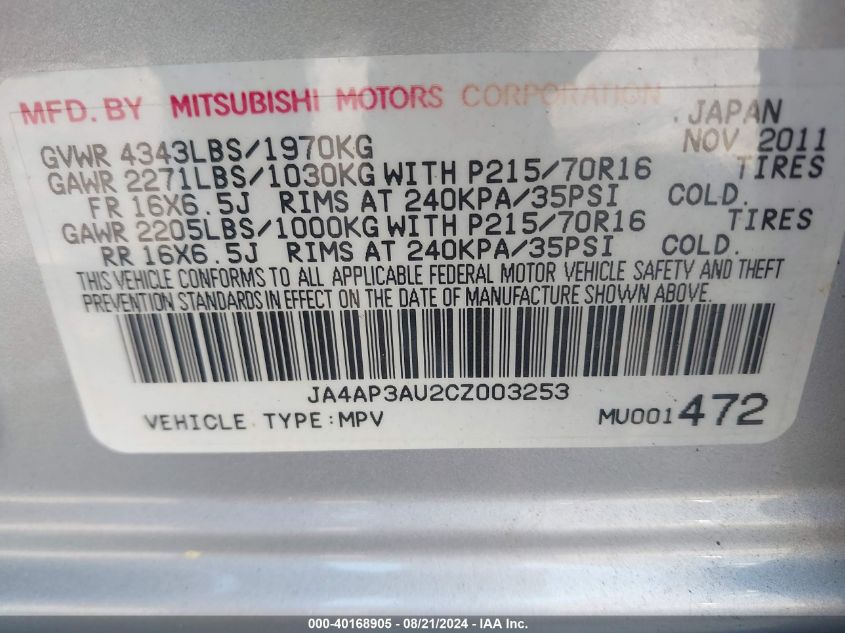 MFD. BY MITSUBISHI MOTORS CORPORATION . JAPAN
GVWR 4343LBS/1970KG NOV 2011
GAWR 2271LBS/1030KG WITH P215/70R16 TIRES
FR 16X6.5J RIMS AT 240KPA/35PSI COLD.
GAWR 2205LBS/1000KG WITH P215/70R16 TIRES
RR 16X6.5J RIMS AT 240KPA/35PSI COLD.
THIS VEHICLE CONFORMS TO ALL APPLICABLE FEDERAL MOTOR VEHICLE SAFETY AND THEFT
PREVENTION STANDARDS IN EFFECT ON THE DATE OF MANUFACTURE SHOWN ABOVE.
JA4AP3AU2CZ003253
VEHICLE TYPE:MPV MU001472
000-40168905 - 08/21/2024 - IAA Inc.